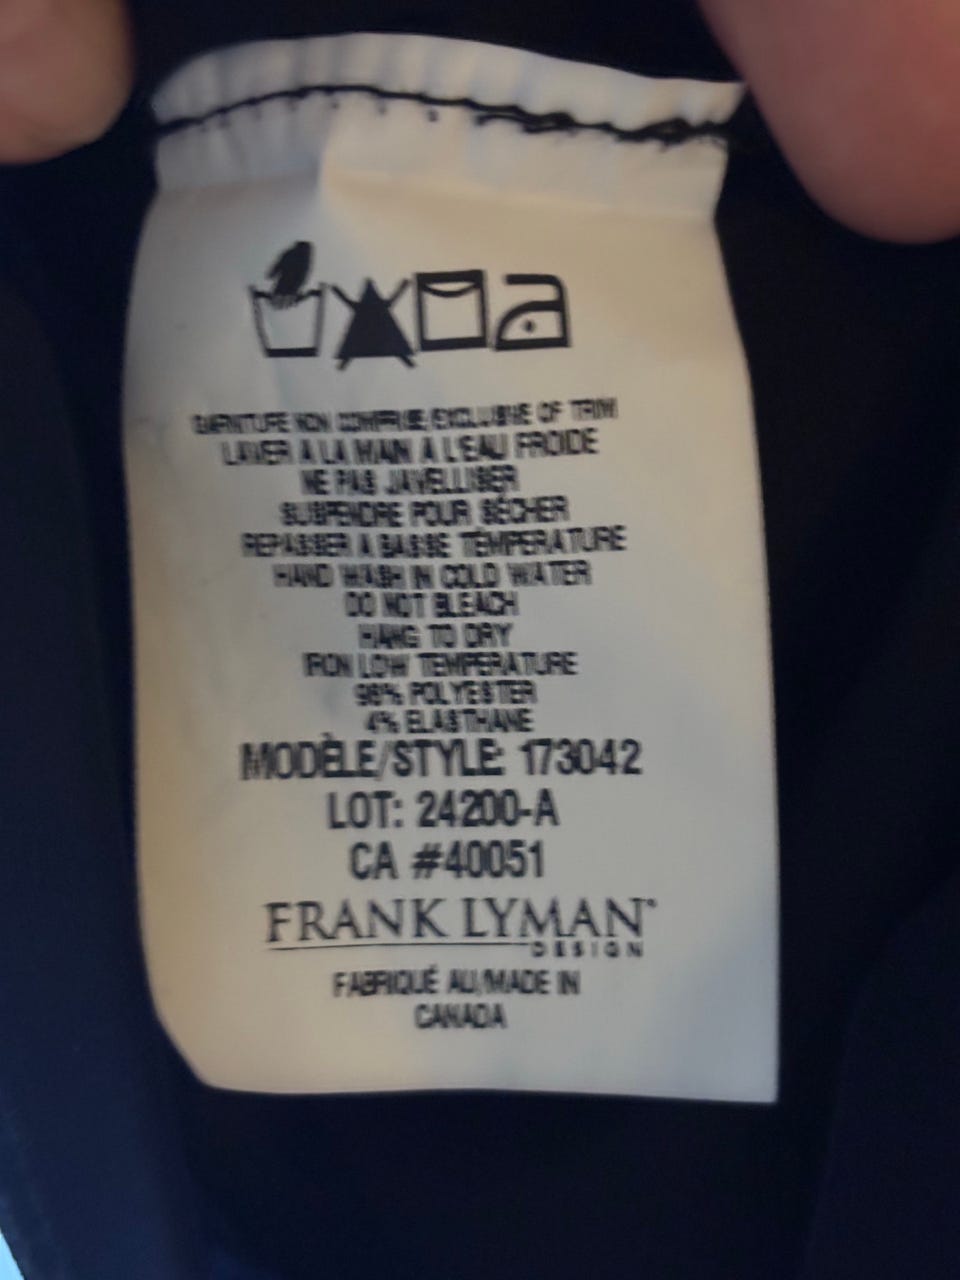 GARNITURE NON COMPRISE/EXCLUSIVE OF TRIM
LAVER A LA MAIN A L'EAU FROIDE
NE PAS JAVELLISER
SUSPENDRE POUR SÉCHER
REPASSER A BASSE TEMPÉRATURE
HAND WASH IN COLD WATER
DO NOT BLEACH
HANG TO DRY
IRON LOW TEMPERATURE
96% POLYESTER
4% ELASTHANE
MODÈLE/STYLE: 173042
LOT: 24200-A
CA #40051
FRANK LYMAN®
DESIGN
FABRIQUÉ AU/MADE IN
CANADA